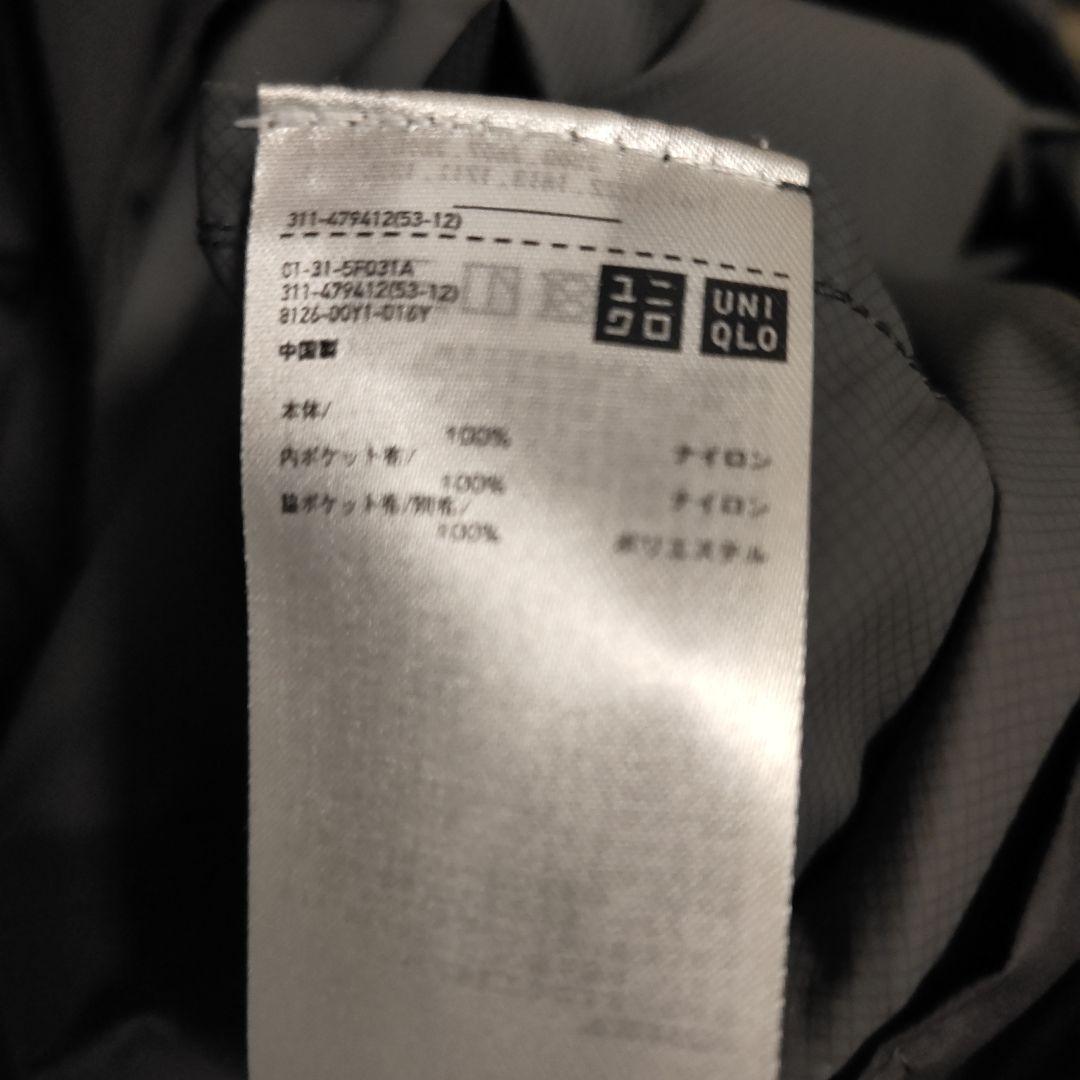 311-479412(53-12)
01-31-5F031A
311-479412(53-12)
8126-00Y1-016Y
ユニクロ
UNIQLO
中国製
本体/
100% ナイロン
内ポケット布/
100% ナイロン
脇ポケット布/別布/
100% ポリエステル